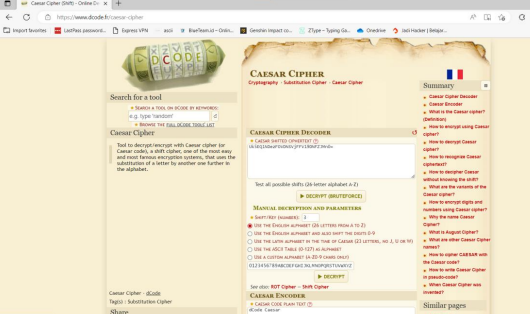 Caesar Cipher (Shift) - Online En
https://www.dcode.fr/caesar-cipher
Import favorites
LastPass password...
Express VPN
ascii
BlueTeam.io – Onlin...
Genshin Impact co...
ZType – Typing Ga...
Onedrive
Jadi Hacker | Belajar...
DCODE
Search for a tool
SEARCH A TOOL ON DCODE BY KEYWORDS:
e.g. type 'random'
BROWSE THE FULL DCODE TOOLS' LIST
Caesar Cipher
Tool to decrypt/encrypt with Caesar cipher (or
Caesar code), a shift cipher, one of the most easy
and most famous encryption systems, that uses the
substitution of a letter by another one further in
the alphabet.
Caesar Cipher - dCode
Tag(s) : Substitution Cipher
Share
CAESAR CIPHER
Cryptography
Substitution Cipher
Caesar Cipher
CAESAR CIPHER DECODER
CAESAR SHIFTED CIPHERTEXT
Test all possible shifts (26-letter alphabet A-Z)
DECRYPT (BRUTEFORCE)
MANUAL DECRYPTION AND PARAMETERS
SHIFT/KEY (NUMBER): 3
USE THE ENGLISH ALPHABET (26 LETTERS FROM A TO Z)
USE THE ENGLISH ALPHABET AND ALSO SHIFT THE DIGITS 0-9
USE THE LATIN ALPHABET IN THE TIME OF CAESAR (23 LETTERS, NO J, U OR W)
USE THE ASCII TABLE (0-127) AS ALPHABET
USE A CUSTOM ALPHABET (A-Z0-9 CHARS ONLY)
0123456789ABCDEFGHIJKLMNOPQRSTUVWXYZ
DECRYPT
See also: ROT Cipher – Shift Cipher
CAESAR ENCODER
CAESAR CODE PLAIN TEXT
dCode Caesar
Summary
Caesar Cipher Decoder
Caesar Encoder
What is the Caesar cipher?
(Definition)
How to encrypt using Caesar
cipher?
How to decrypt Caesar
cipher?
How to recognize Caesar
ciphertext?
How to decipher Caesar
without knowing the shift?
What are the variants of the
Caesar cipher?
How to encrypt digits and
numbers using Caesar cipher?
Why the name Caesar
Cipher?
What is August Cipher?
What are other Caesar Cipher
names?
How to cipher CAESAR with
the Caesar code?
How to write Caesar Cipher
in pseudo-code?
When Caesar Cipher was
invented?
Similar pages